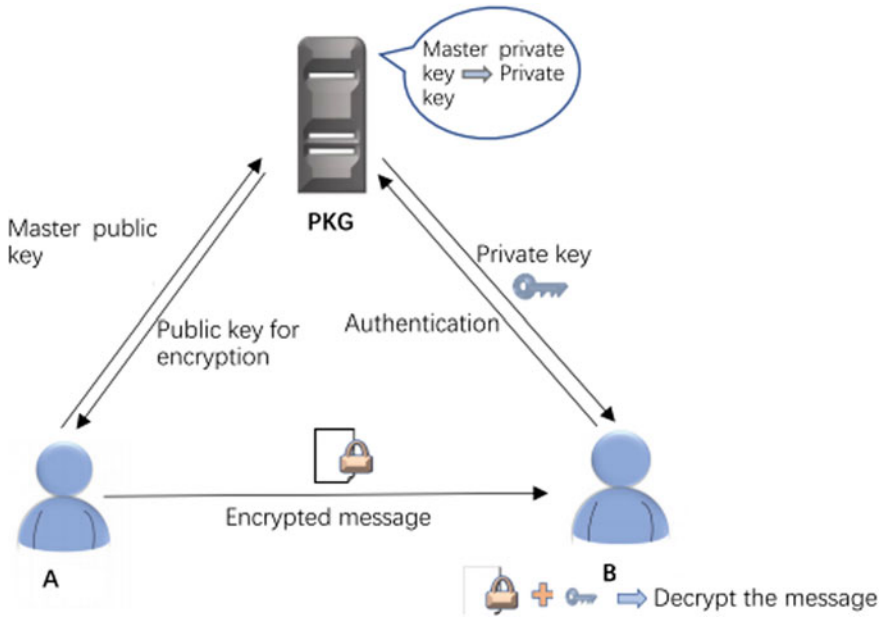 Master private
key Private
key
PKG
Master public
key
Private key
Public key for
encryption
Authentication
Encrypted message
A
B
Decrypt the message